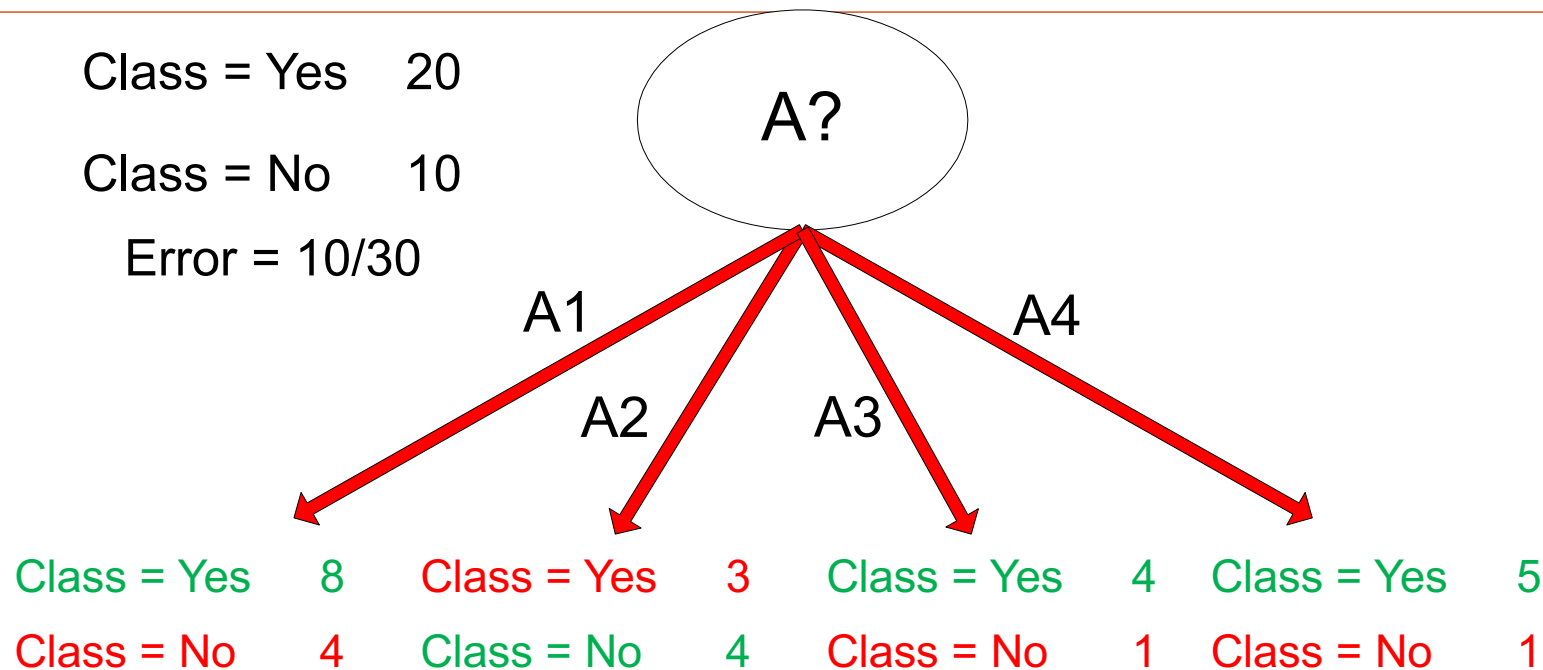 Class = Yes 20
A?
Class = No 10
Error = 10/30
A1
A4
A2
A3
Class = Yes 8 Class = Yes 3 Class = Yes 4 Class = Yes 5
Class = No 4 Class = No 4 Class = No 1 Class = No 1